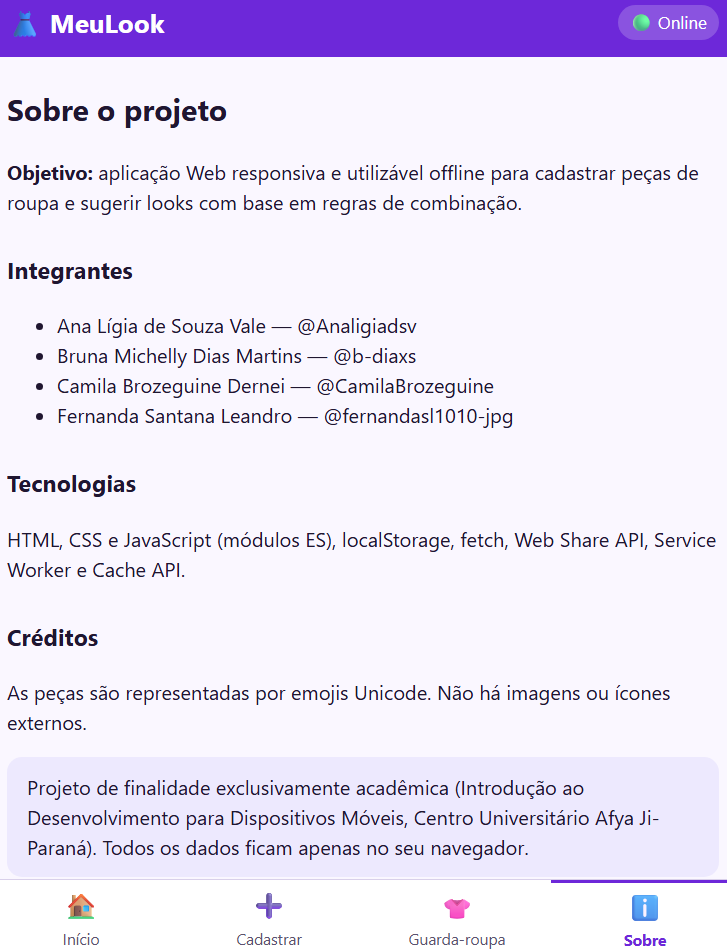 MeuLook
Online
Sobre o projeto
Objetivo: aplicação Web responsiva e utilizável offline para cadastrar peças de
roupa e sugerir looks com base em regras de combinação.
Integrantes
Ana Lígia de Souza Vale — @Analigiadsv
Bruna Michelly Dias Martins — @b-diaxs
Camila Brozeguine Dernei — @CamilaBrozeguine
Fernanda Santana Leandro — @fernandasl1010-jpg
Tecnologias
HTML, CSS e JavaScript (módulos ES), localStorage, fetch, Web Share API, Service
Worker e Cache API.
Créditos
As peças são representadas por emojis Unicode. Não há imagens ou ícones
externos.
Projeto de finalidade exclusivamente acadêmica (Introdução ao
Desenvolvimento para Dispositivos Móveis, Centro Universitário Afya Ji-
Paraná). Todos os dados ficam apenas no seu navegador.
Início
Cadastrar
Guarda-roupa
Sobre